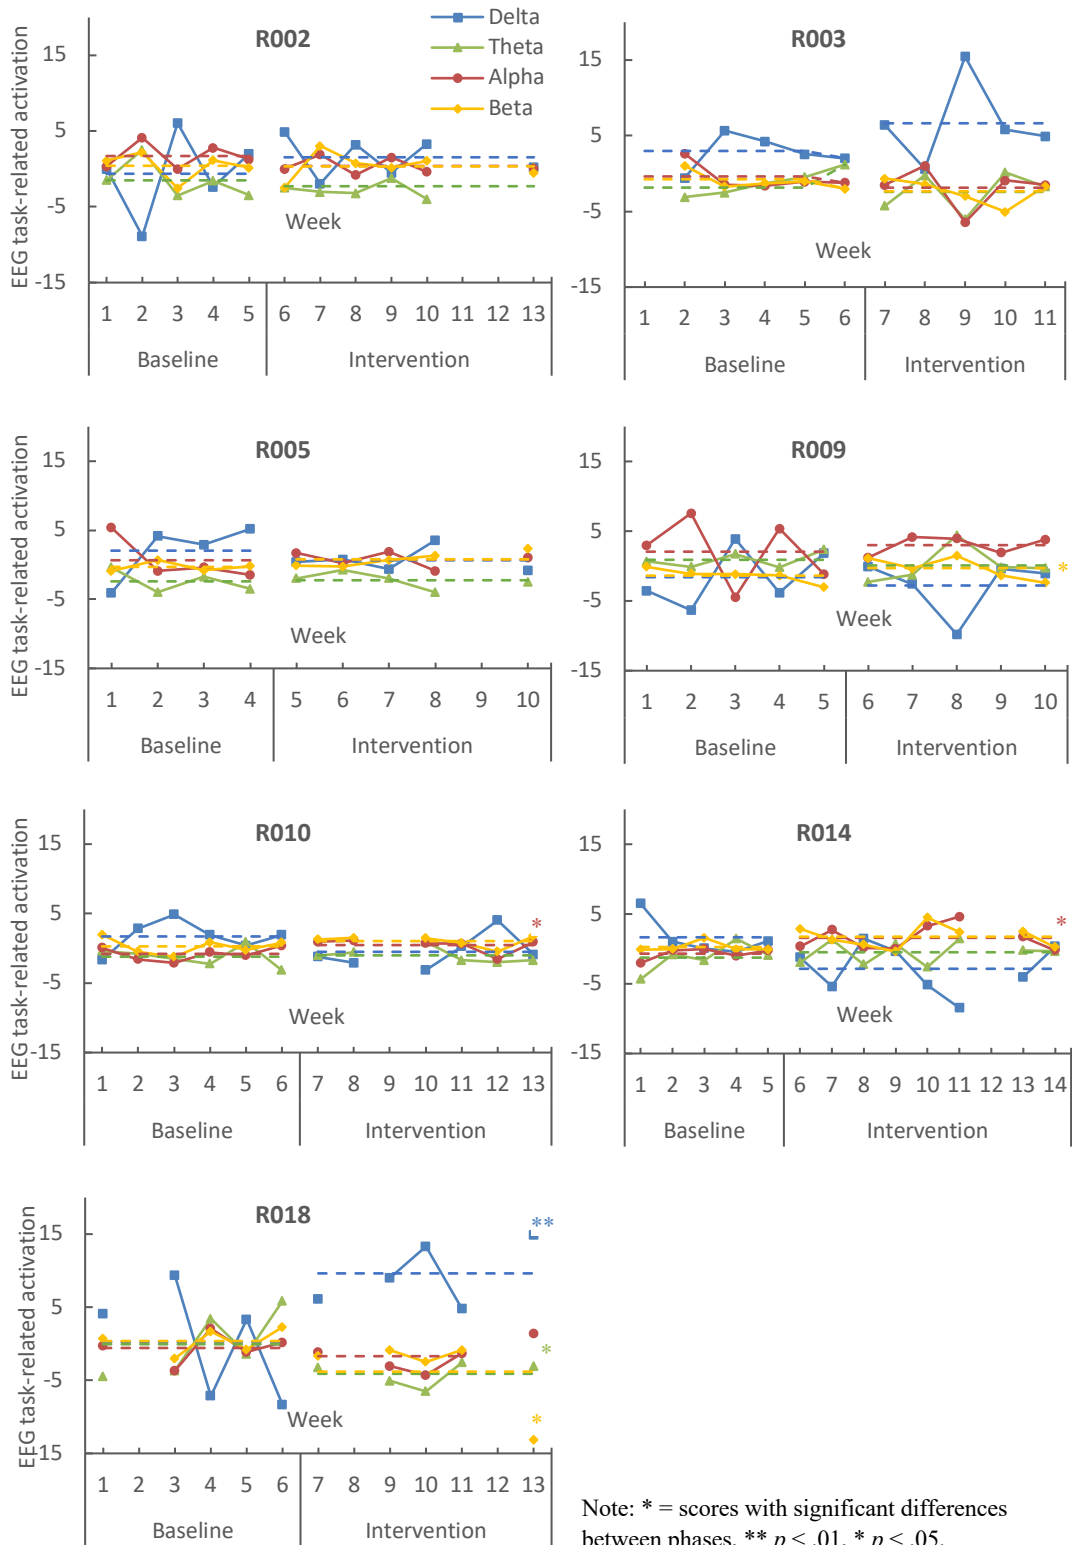 R002
Delta
Theta
Alpha
Beta
EEG task-related activation
15
5
-5
-15
Week
1 2 3 4 5 6 7 8 9 10 11 12 13
Baseline Intervention
R003
15
5
-5
-15
Week
1 2 3 4 5 6 7 8 9 10 11
Baseline Intervention
R005
EEG task-related activation
15
5
-5
-15
Week
1 2 3 4 5 6 7 8 9 10
Baseline Intervention
R009
15
5
-5
-15
*
Week
1 2 3 4 5 6 7 8 9 10
Baseline Intervention
R010
EEG task-related activation
15
5
-5
-15
*
Week
1 2 3 4 5 6 7 8 9 10 11 12 13
Baseline Intervention
R014
15
5
-5
-15
*
Week
1 2 3 4 5 6 7 8 9 10 11 12 13 14
Baseline Intervention
R018
EEG task-related activation
15
5
-5
-15
**
*
*
Week
1 2 3 4 5 6 7 8 9 10 11 12 13
Baseline Intervention
Note: * = scores with significant differences
between phases. ** p < .01. * p < .05.